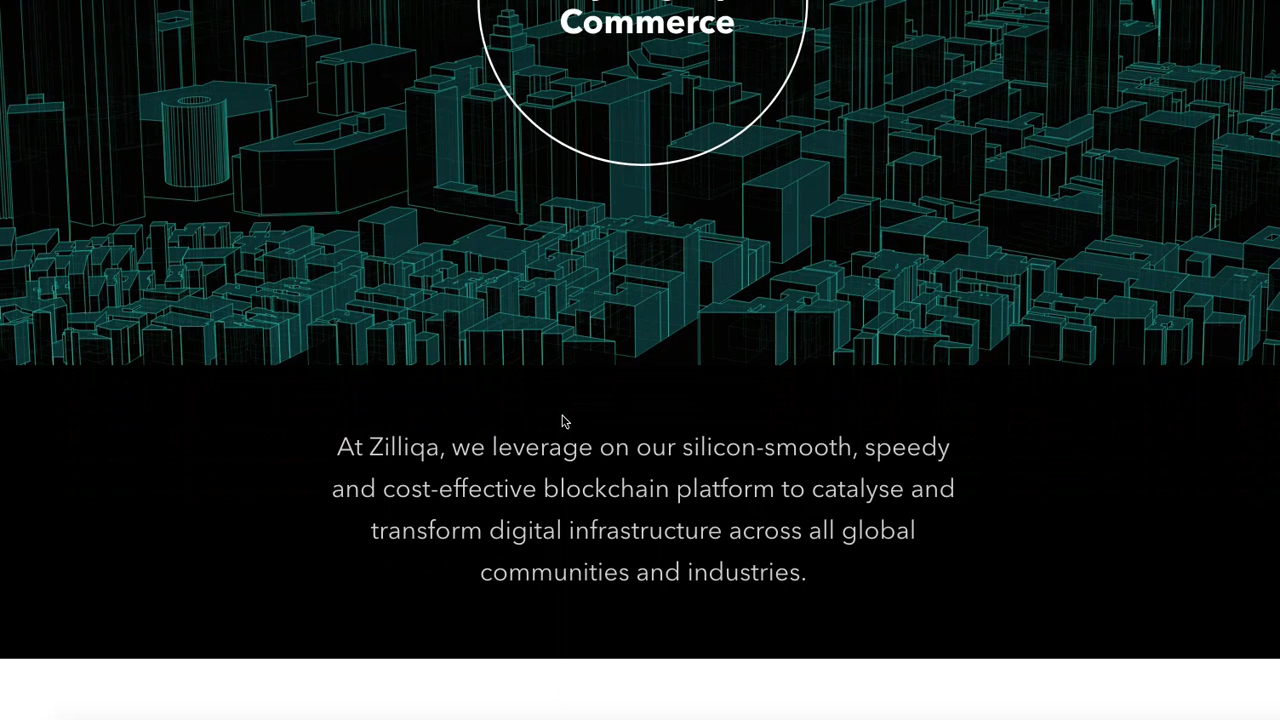 Commerce
At Zilliqa, we leverage on our silicon-smooth, speedy
and cost-effective blockchain platform to catalyse and
transform digital infrastructure across all global
communities and industries.